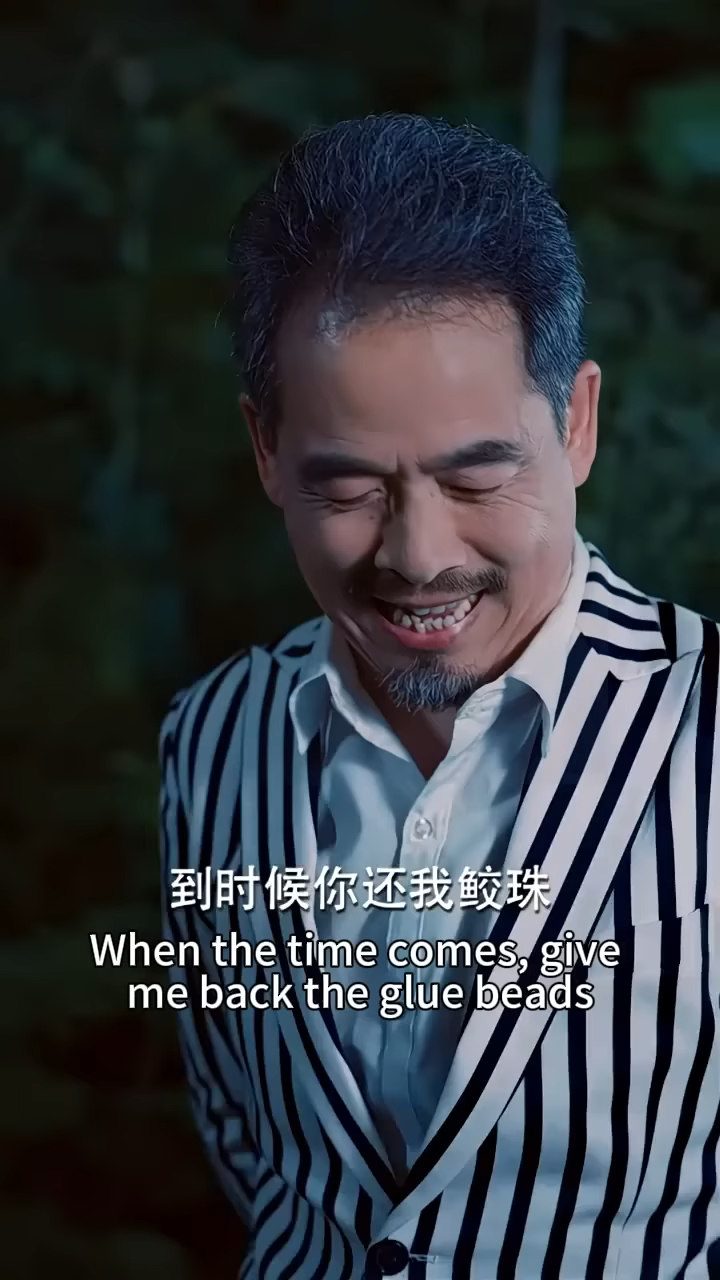 到时候你还我鲛珠
When the time comes, give
me back the glue beads